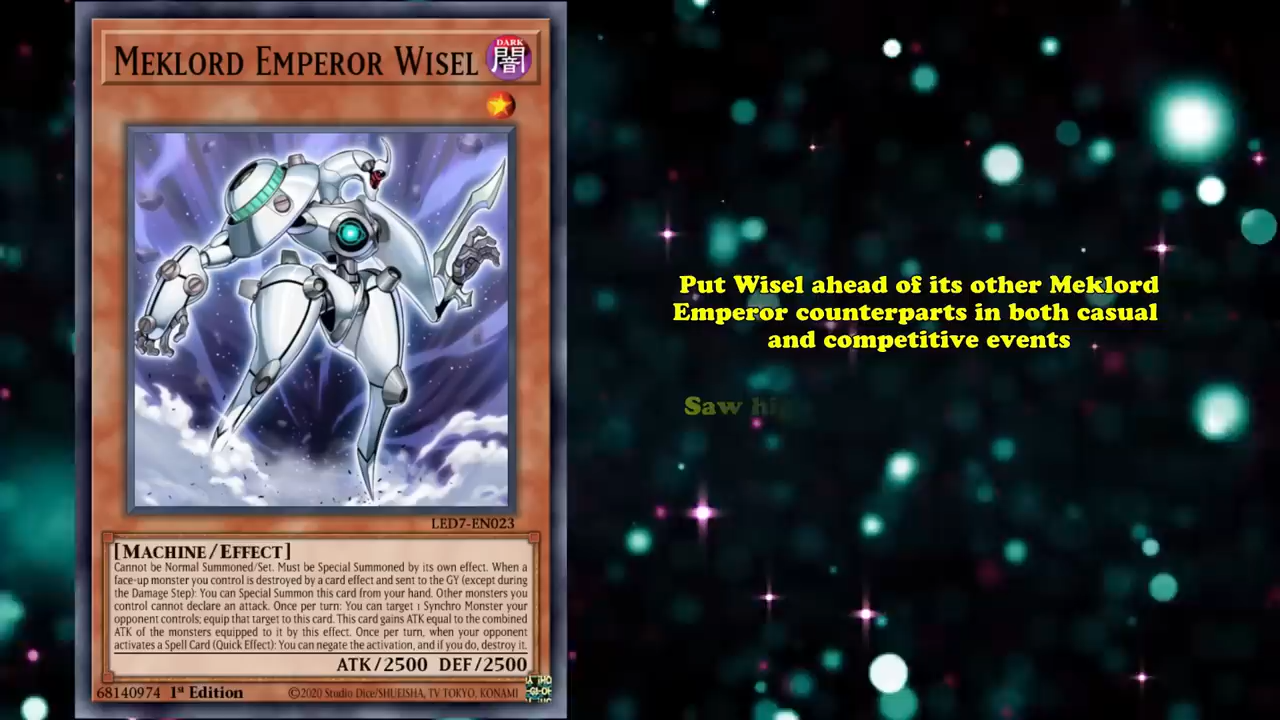 MEKLORD EMPEROR WISEL
DARK
闇
LED7-EN023
[MACHINE/EFFECT]
Cannot be Normal Summoned/Set. Must be Special Summoned by its own effect. When a
face-up monster you control is destroyed by a card effect and sent to the GY (except during
the Damage Step): You can Special Summon this card from your hand. Other monsters you
control cannot declare an attack. Once per turn: You can target 1 Synchro Monster your
opponent controls; equip that target to this card. This card gains ATK equal to the combined
ATK of the monsters equipped to it by this effect. Once per turn, when your opponent
activates a Spell Card (Quick Effect): You can negate the activation, and if you do, destroy it.
ATK/2500 DEF/2500
68140974 1st Edition ©2020 Studio Dice/SHUEISHA, TV TOKYO, KONAMI
Put Wisel ahead of its other Meklord
Emperor counterparts in both casual
and competitive events
Saw